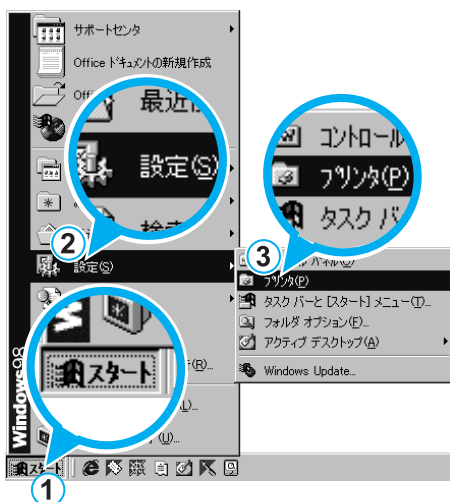 サポートセンタ
Office ドキュメントの新規作成
Offi
最近
設定(S)
検索
②
設定(S)
コントロール
プリンタ(P)
タスク バ
③
パネル(C)
プリンタ(P)
タスク バーと [スタート] メニュー(T)...
フォルダ オプション(F)...
アクティブ デスクトップ(A)
Windows Update...
(R)...
(L)...
(U)...
Windows98
スタート
スタート
①